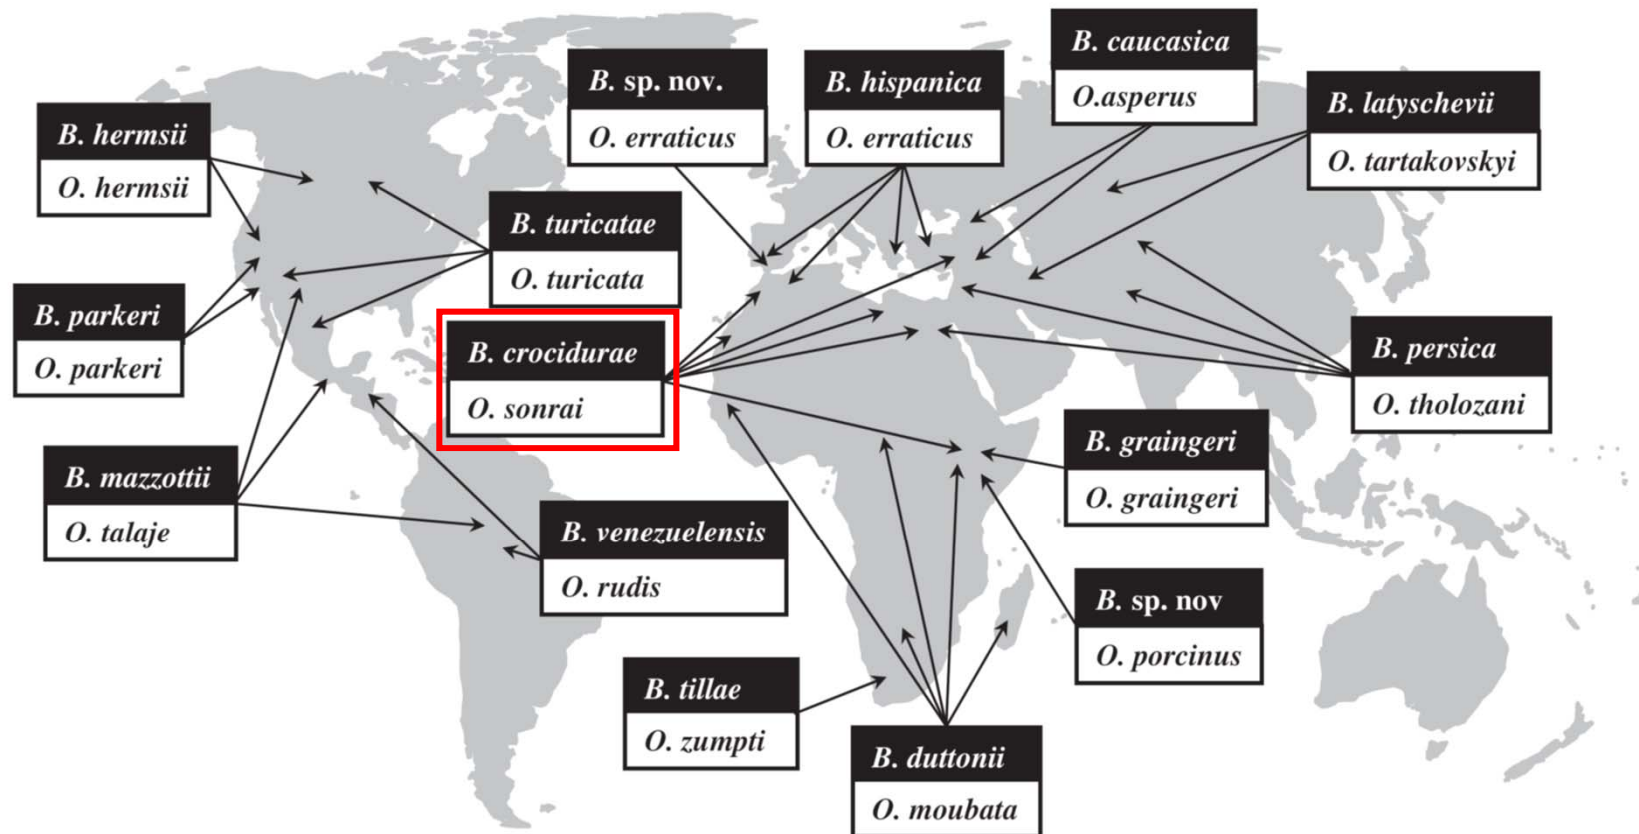 B. caucasica
O.asperus
B. sp. nov.
O. erraticus
B. hispanica
O. erraticus
B. latyschevii
O. tartakovskyi
B. hermsii
O. hermsii
B. turicatae
O. turicata
B. parkeri
O. parkeri
B. crocidurae
O. sonrai
B. persica
O. tholozani
B. graingeri
O. graingeri
B. mazzottii
O. talaje
B. venezuelensis
O. rudis
B. sp. nov
O. porcinus
B. tillae
O. zumpti
B. duttonii
O. moubata